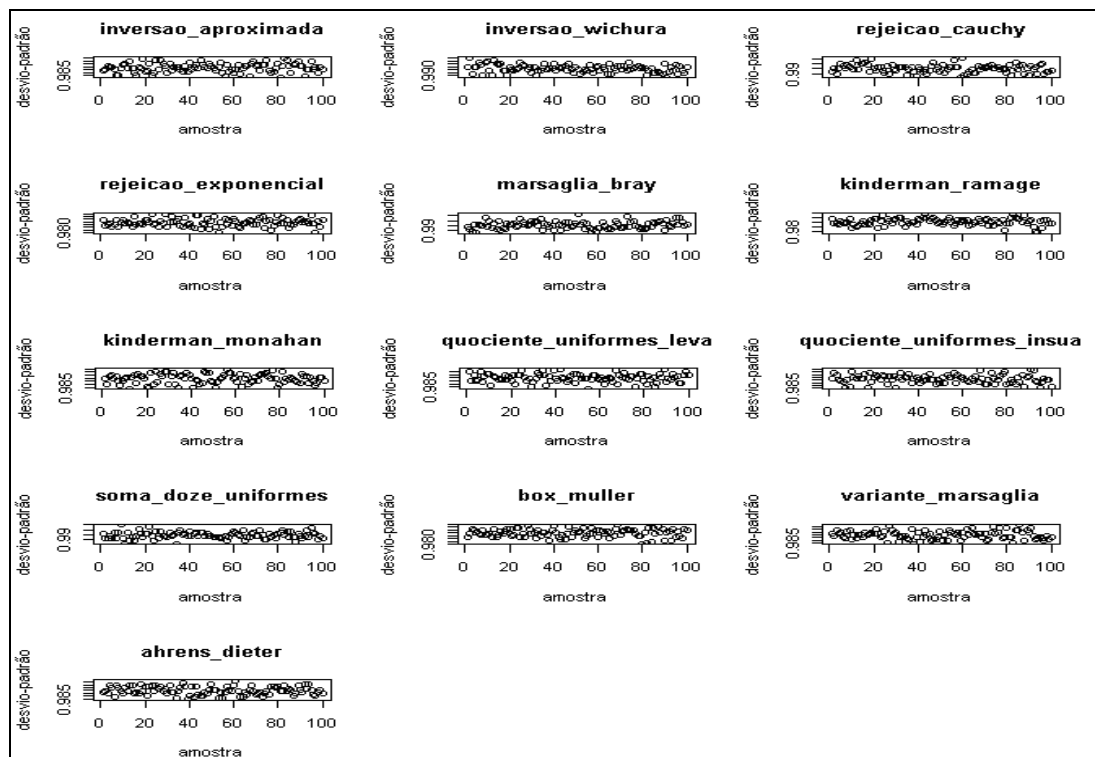 inversao_aproximada
desvio-padrão
0.985
0 20 40 60 80 100
amostra
inversao_wichura
desvio-padrão
0.990
0 20 40 60 80 100
amostra
rejeicao_cauchy
desvio-padrão
0.99
0 20 40 60 80 100
amostra
rejeicao_exponencial
desvio-padrão
0.980
0 20 40 60 80 100
amostra
marsaglia_bray
desvio-padrão
0.99
0 20 40 60 80 100
amostra
kinderman_ramage
desvio-padrão
0.98
0 20 40 60 80 100
amostra
kinderman_monahan
desvio-padrão
0.985
0 20 40 60 80 100
amostra
quociente_uniformes_leva
desvio-padrão
0.985
0 20 40 60 80 100
amostra
quociente_uniformes_insua
desvio-padrão
0.985
0 20 40 60 80 100
amostra
soma_doze_uniformes
desvio-padrão
0.99
0 20 40 60 80 100
amostra
box_muller
desvio-padrão
0.980
0 20 40 60 80 100
amostra
variante_marsaglia
desvio-padrão
0.985
0 20 40 60 80 100
amostra
ahrens_dieter
desvio-padrão
0.985
0 20 40 60 80 100
amostra